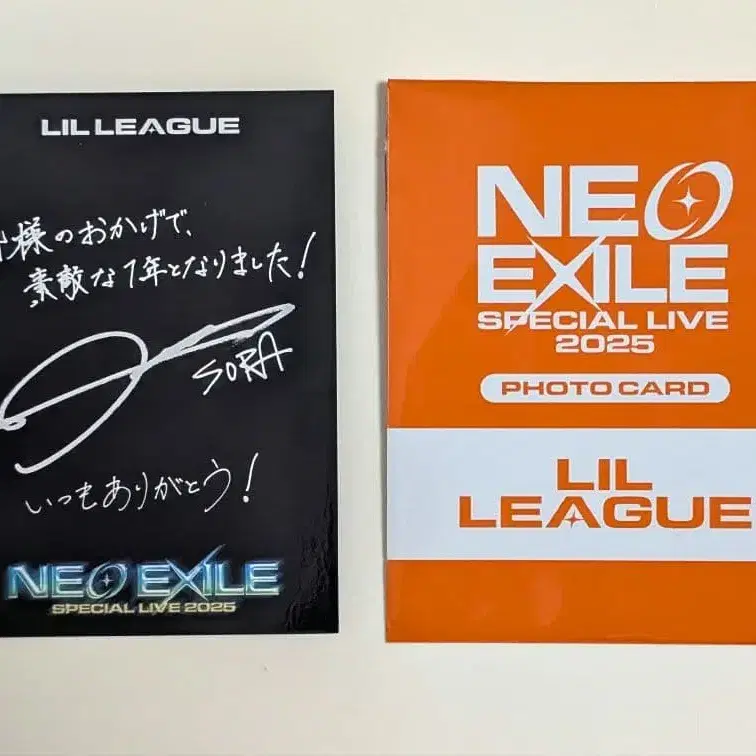 LIL LEAGUE
様のおかげで、
素敵な1年となりました!
SORA
いつもありがとう!
NEO EXILE
SPECIAL LIVE 2025
NEO
EXILE
SPECIAL LIVE
2025
PHOTO CARD
LIL
LEAGUE